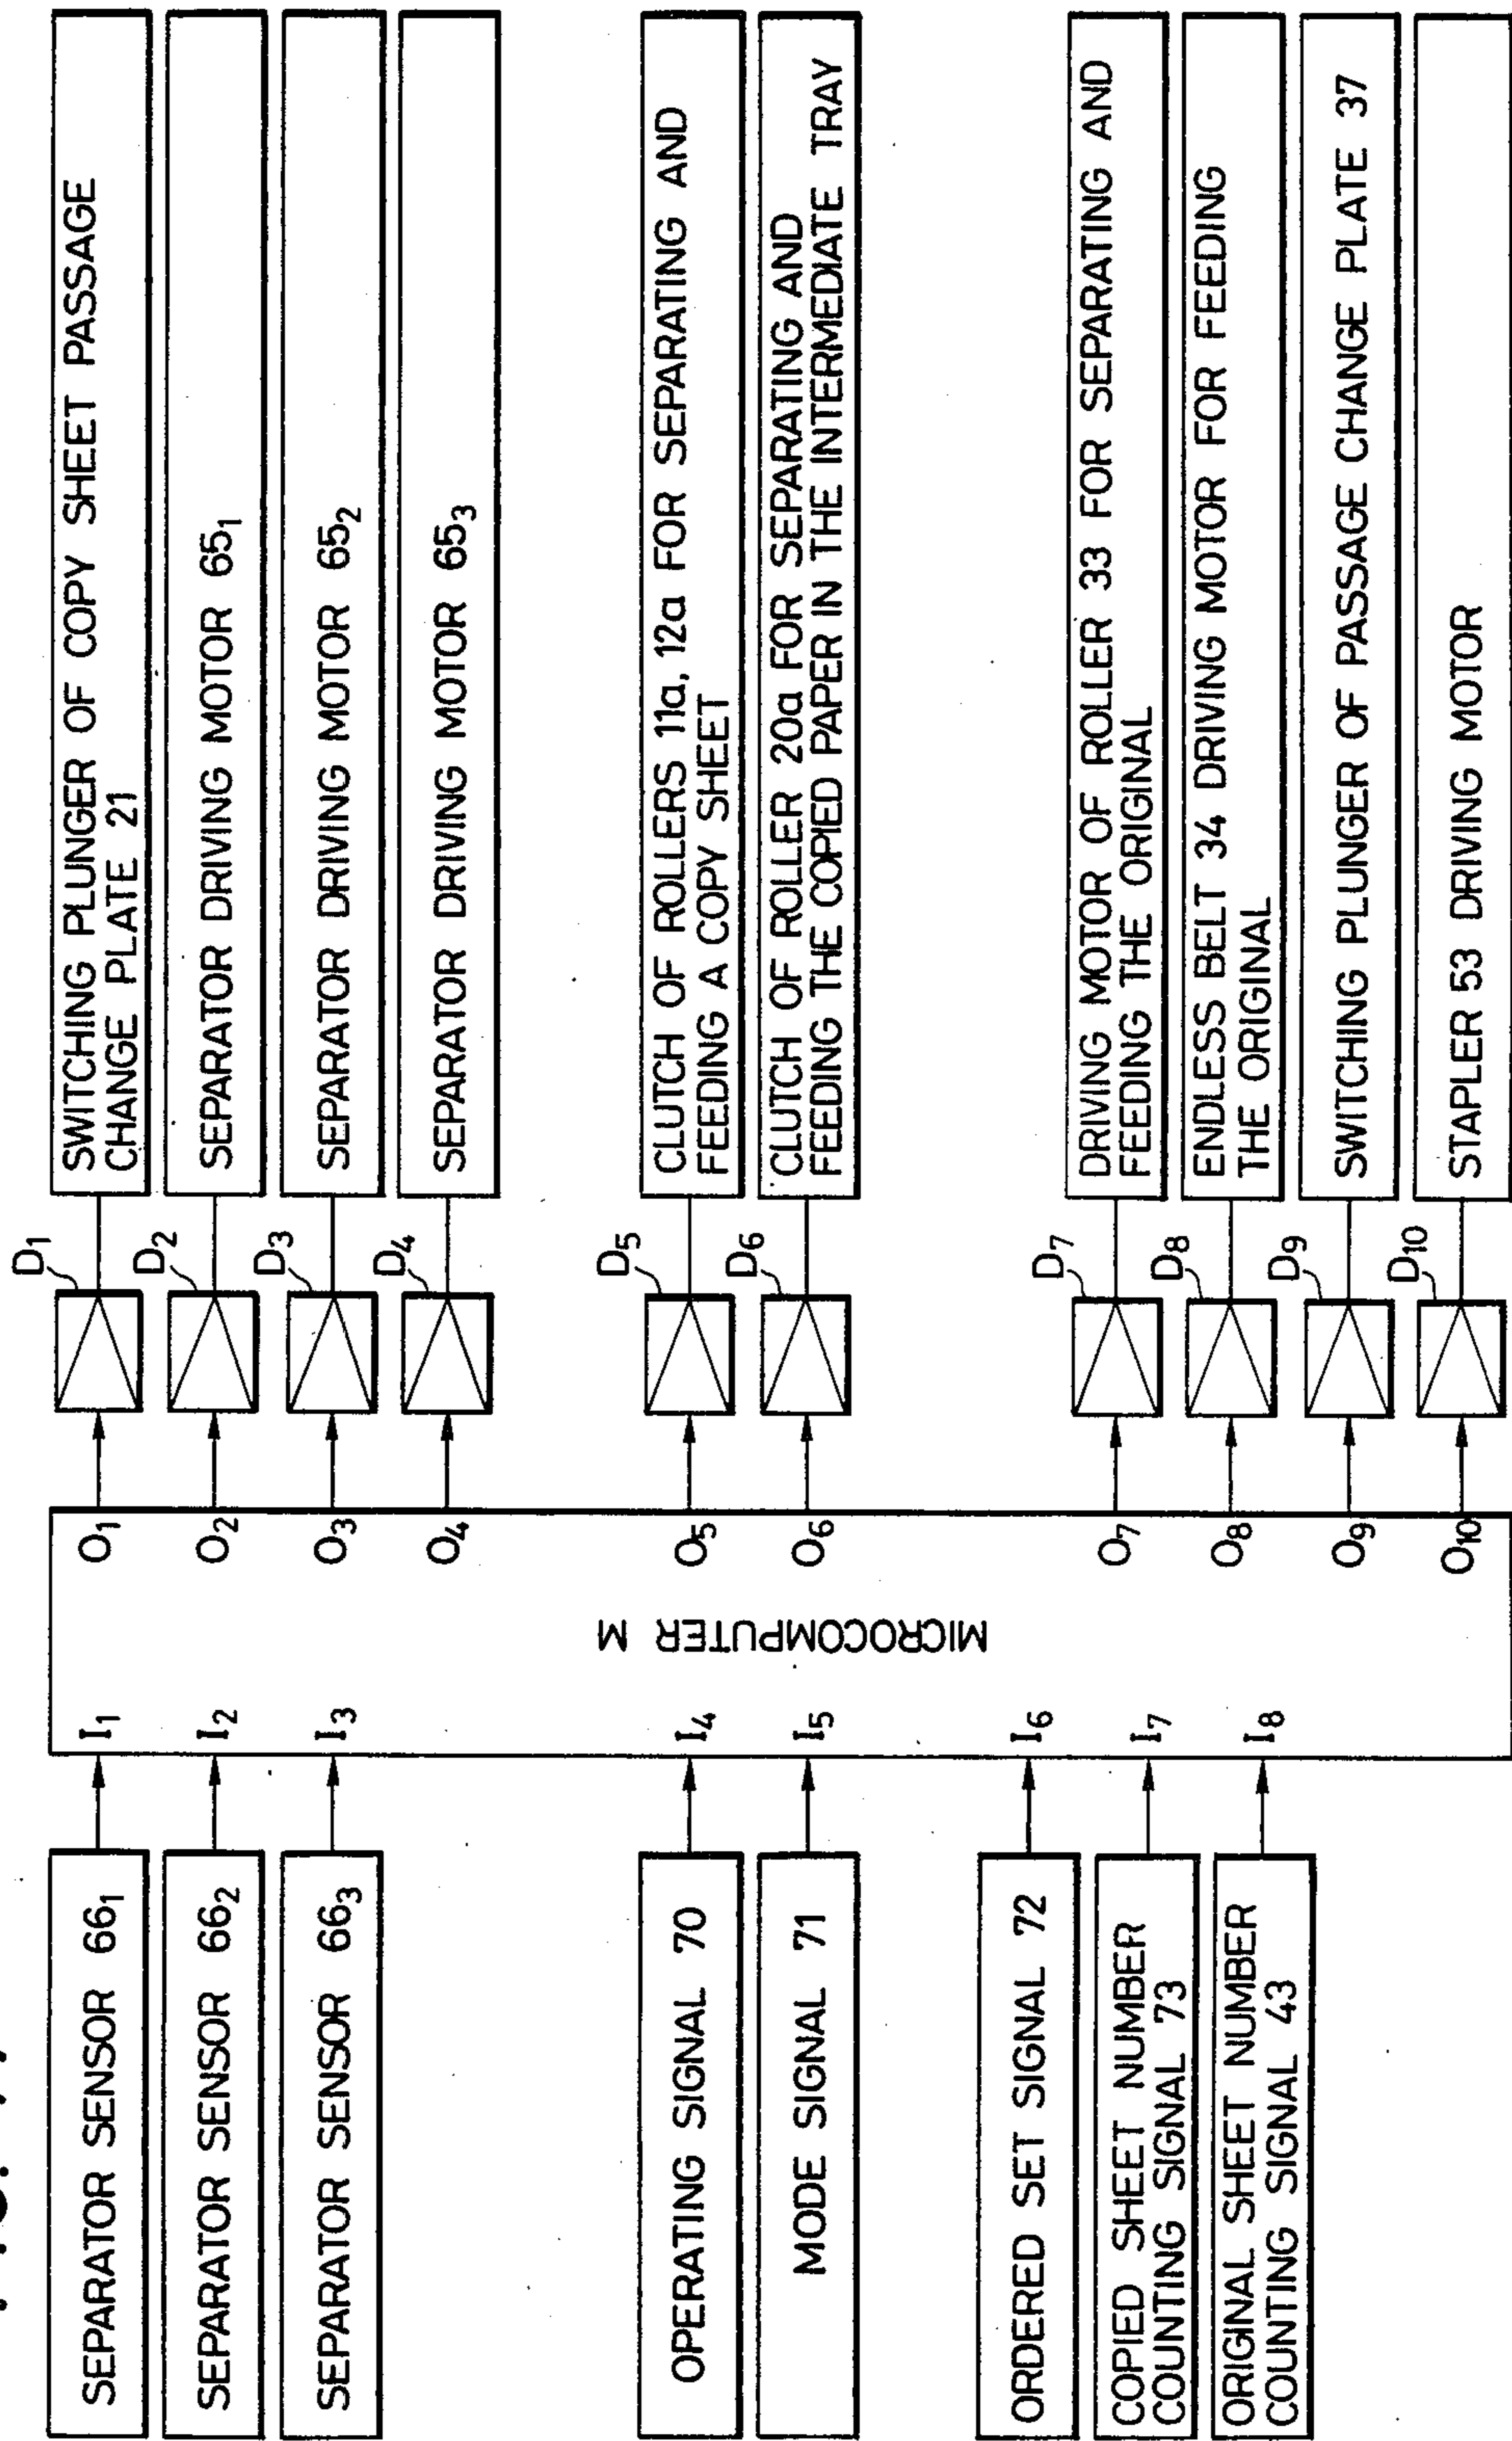 SEPARATOR SENSOR 66₁
SEPARATOR SENSOR 66₂
SEPARATOR SENSOR 66₃
OPERATING SIGNAL 70
MODE SIGNAL 71
ORDERED SET SIGNAL 72
COPIED SHEET NUMBER
COUNTING SIGNAL 73
ORIGINAL SHEET NUMBER
COUNTING SIGNAL 43
I₁
I₂
I₃
I₄
I₅
I₆
I₇
I₈
MICROCOMPUTER M
O₁
O₂
O₃
O₄
O₅
O₆
O₇
O₈
O₉
O₁₀
D₁
D₂
D₃
D₄
D₅
D₆
D₇
D₈
D₉
D₁₀
SWITCHING PLUNGER OF COPY SHEET PASSAGE
CHANGE PLATE 21
SEPARATOR DRIVING MOTOR 65₁
SEPARATOR DRIVING MOTOR 65₂
SEPARATOR DRIVING MOTOR 65₃
CLUTCH OF ROLLERS 11a, 12a FOR SEPARATING AND
FEEDING A COPY SHEET
CLUTCH OF ROLLER 20a FOR SEPARATING AND
FEEDING THE COPIED PAPER IN THE INTERMEDIATE TRAY
DRIVING MOTOR OF ROLLER 33 FOR SEPARATING AND
FEEDING THE ORIGINAL
ENDLESS BELT 34 DRIVING MOTOR FOR FEEDING
THE ORIGINAL
SWITCHING PLUNGER OF PASSAGE CHANGE PLATE 37
STAPLER 53 DRIVING MOTOR